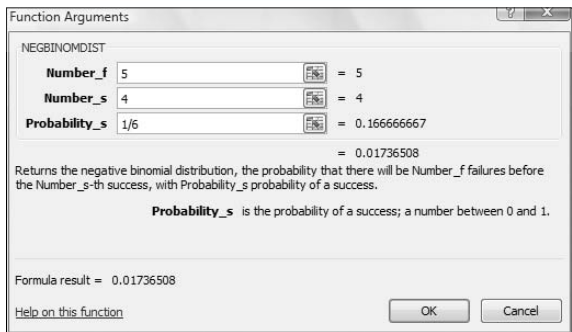 Function Arguments
NEGBINOMDIST
Number_f 5 = 5
Number_s 4 = 4
Probability_s 1/6 = 0.166666667
= 0.01736508
Returns the negative binomial distribution, the probability that there will be Number_f failures before
the Number_s-th success, with Probability_s probability of a success.
Probability_s is the probability of a success; a number between 0 and 1.
Formula result = 0.01736508
Help on this function
OK Cancel